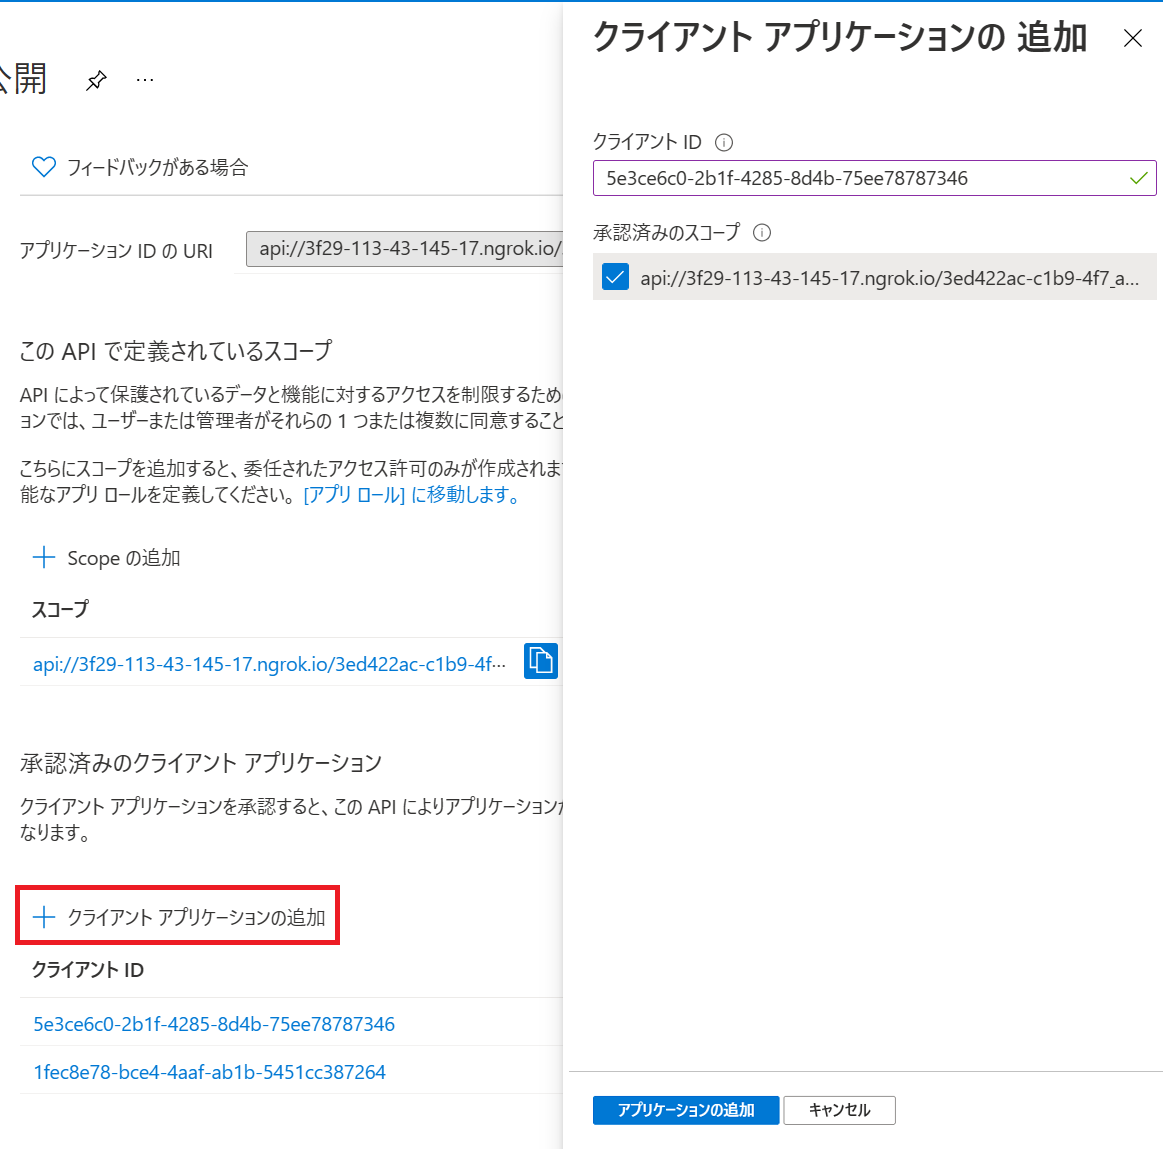 公開
…
フィードバックがある場合
アプリケーション ID の URI
api://3f29-113-43-145-17.ngrok.io/
この API で定義されているスコープ
API によって保護されているデータと機能に対するアクセスを制限するため
ョンでは、ユーザーまたは管理者がそれらの 1 つまたは複数に同意すること
こちらにスコープを追加すると、委任されたアクセス許可のみが作成されま
能なアプリ ロールを定義してください。 [アプリ ロール] に移動します。
Scope の追加
スコープ
api://3f29-113-43-145-17.ngrok.io/3ed422ac-c1b9-4f…
承認済みのクライアント アプリケーション
クライアント アプリケーションを承認すると、この API によりアプリケーションが
なります。
クライアント アプリケーションの追加
クライアント ID
5e3ce6c0-2b1f-4285-8d4b-75ee78787346
1fec8e78-bce4-4aaf-ab1b-5451cc387264
クライアント アプリケーションの 追加
クライアント ID
5e3ce6c0-2b1f-4285-8d4b-75ee78787346
承認済みのスコープ
api://3f29-113-43-145-17.ngrok.io/3ed422ac-c1b9-4f7_a...
アプリケーションの追加
キャンセル